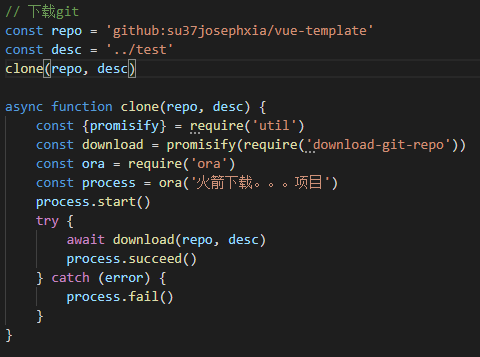 // 下载git
const repo = 'github:su37josephxia/vue-template'
const desc = '../test'
clone(repo, desc)

async function clone(repo, desc) {
    const {promisify} = require('util')
    const download = promisify(require('download-git-repo'))
    const ora = require('ora')
    const process = ora('火箭下载。。。项目')
    process.start()
    try {
        await download(repo, desc)
        process.succeed()
    } catch (error) {
        process.fail()
    }
}